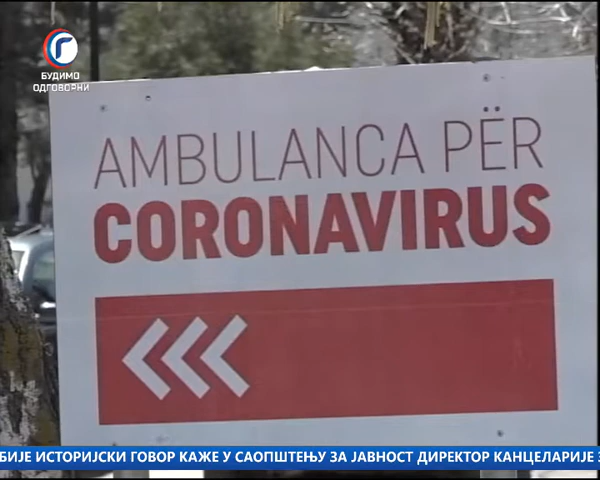 БУДИМО
ОДГОВОРНИ
AMBULANCA PËR
CORONAVIRUS
БИЈЕ ИСТОРИЈСКИ ГОВОР КАЖЕ У САОПШТЕЊУ ЗА ЈАВНОСТ ДИРЕКТОР КАНЦЕЛАРИЈЕ З